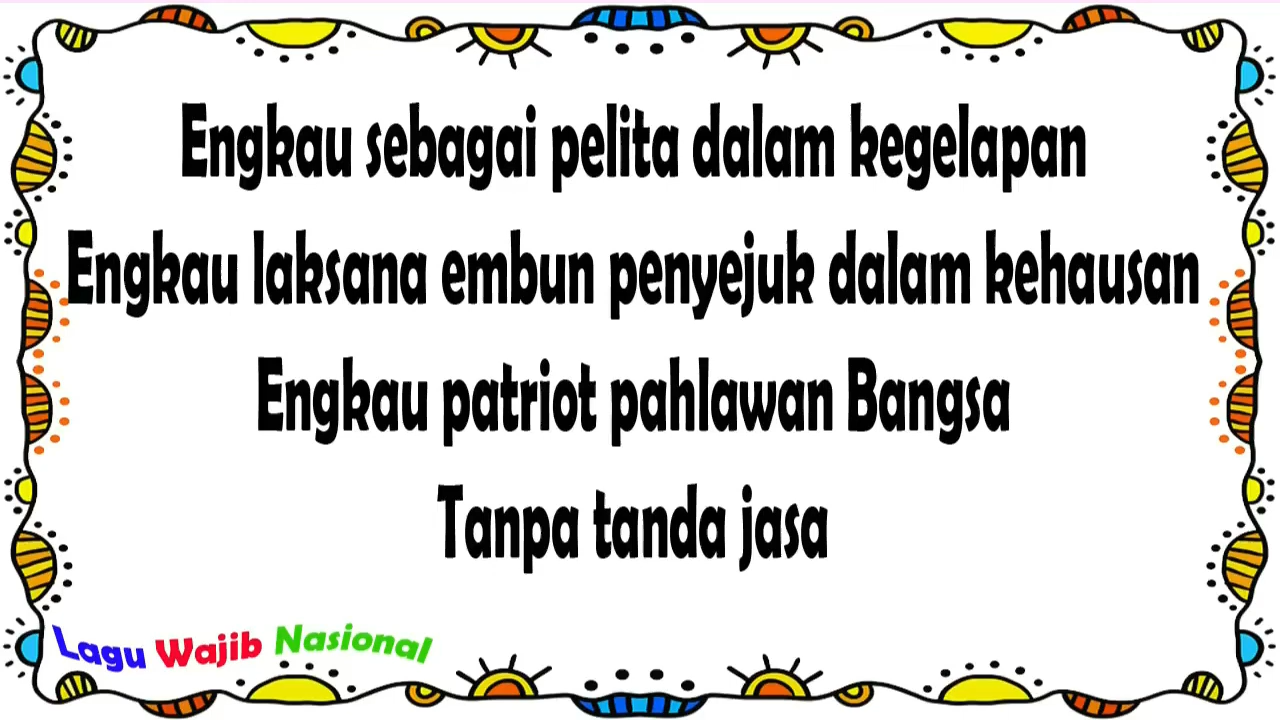 Engkau sebagai pelita dalam kegelapan
Engkau laksana embun penyejuk dalam kehausan
Engkau patriot pahlawan Bangsa
Tanpa tanda jasa
Lagu Wajib Nasional